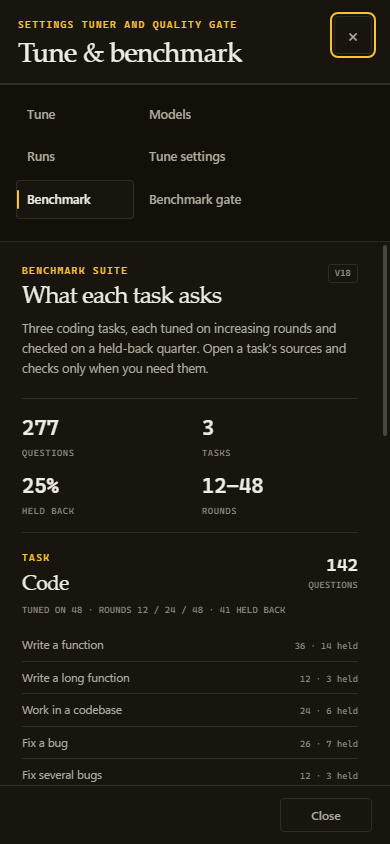 SETTINGS TUNER AND QUALITY GATE
Tune & benchmark
×
Tune
Models
Runs
Tune settings
Benchmark
Benchmark gate
BENCHMARK SUITE
V18
What each task asks
Three coding tasks, each tuned on increasing rounds and
checked on a held-back quarter. Open a task's sources and
checks only when you need them.
277
QUESTIONS
3
TASKS
25%
HELD BACK
12–48
ROUNDS
TASK
Code
142
QUESTIONS
TUNED ON 48 · ROUNDS 12 / 24 / 48 · 41 HELD BACK
Write a function 36 · 14 held
Write a long function 12 · 3 held
Work in a codebase 24 · 6 held
Fix a bug 26 · 7 held
Fix several bugs 12 · 3 held
Close